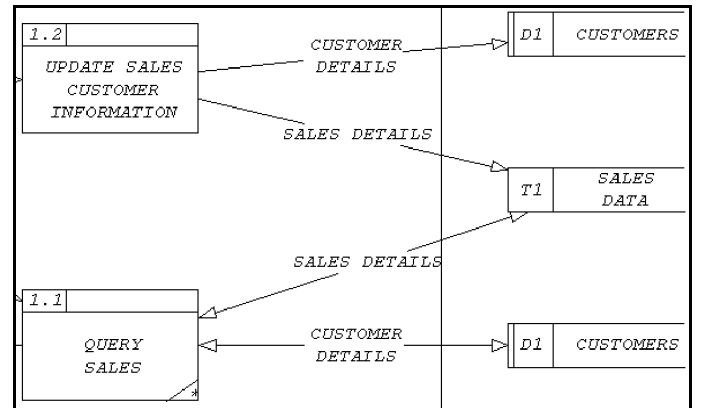 1.2
UPDATE SALES
CUSTOMER
INFORMATION
CUSTOMER
DETAILS
D1 CUSTOMERS
SALES DETAILS
T1
SALES
DATA
SALES DETAILS
1.1
QUERY
SALES
*
CUSTOMER
DETAILS
D1 CUSTOMERS